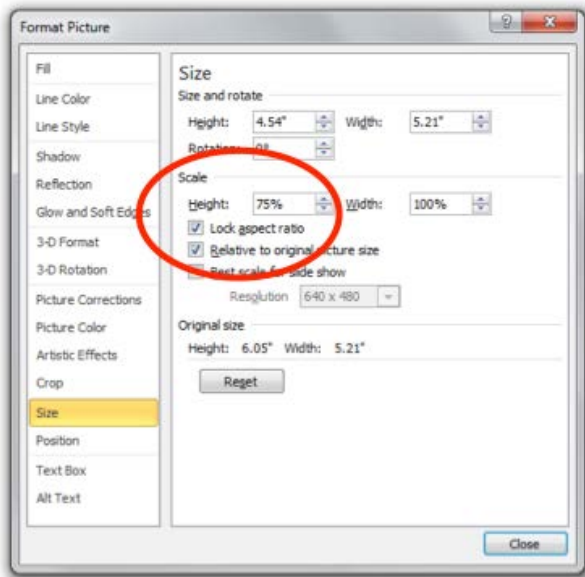 Format Picture
Fill
Line Color
Line Style
Shadow
Reflection
Glow and Soft Edges
3-D Format
3-D Rotation
Picture Corrections
Picture Color
Artistic Effects
Crop
Size
Position
Text Box
Alt Text
Size
Size and rotate
Height: 4.54" Width: 5.21"
Rotation: 0°
Scale
Height: 75% Width: 100%
Lock aspect ratio
Relative to original picture size
Best scale for slide show
Resolution 640 x 480
Original size
Height: 6.05" Width: 5.21"
Reset
Close